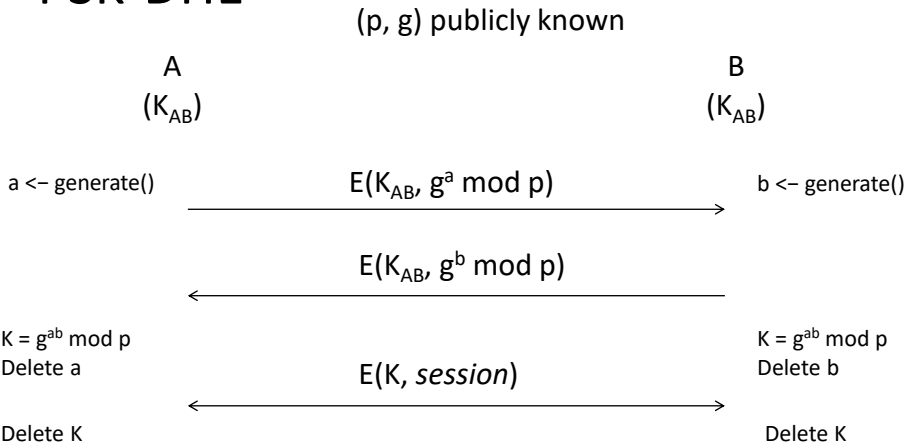 (p, g) publicly known
A
B
(K_AB)
(K_AB)
a <− generate()
E(K_AB, g^a mod p)
b <− generate()
E(K_AB, g^b mod p)
K = g^ab mod p
K = g^ab mod p
Delete a
Delete b
E(K, session)
Delete K
Delete K